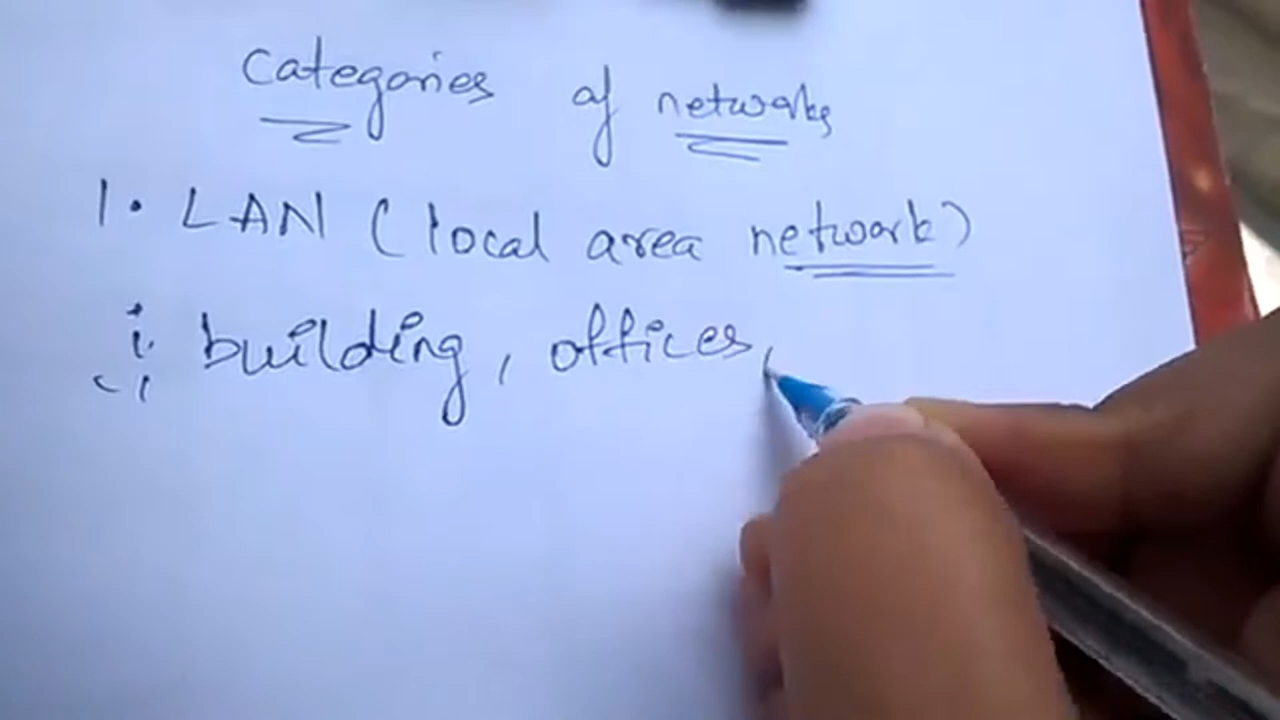 Categories of networks
1. LAN (local area network)
i. building, offices,